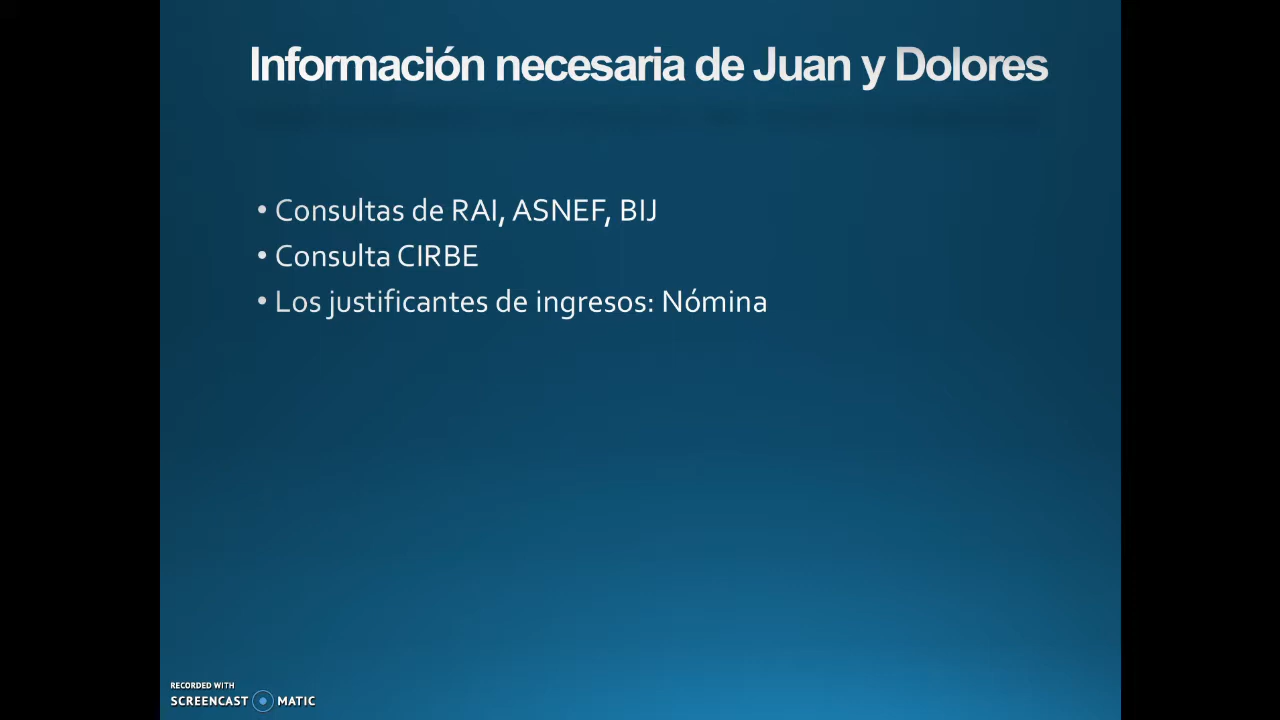 Información necesaria de Juan y Dolores
• Consultas de RAI, ASNEF, BIJ
• Consulta CIRBE
• Los justificantes de ingresos: Nómina
RECORDED WITH
SCREENCAST MATIC